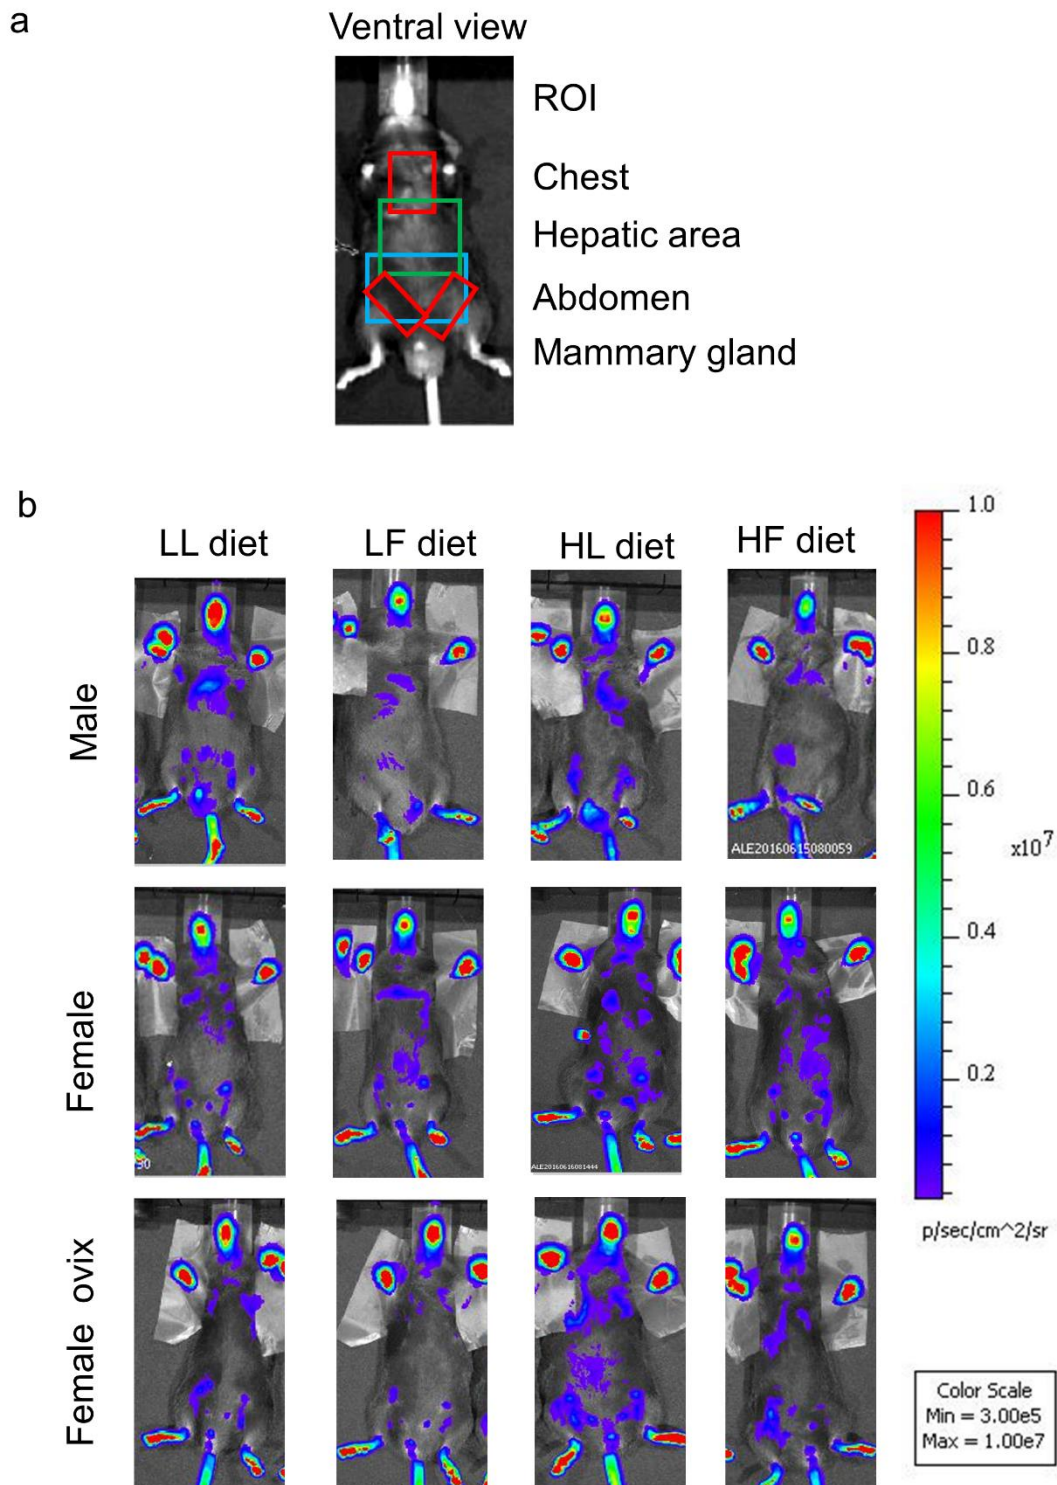 a
Ventral view
ROI
Chest
Hepatic area
Abdomen
Mammary gland
b
LL diet
LF diet
HL diet
HF diet
Male
Female
Female ovix
ALE20160615080059
ALE20160616001444
30
1.0
0.8
0.6
0.4
0.2
x10^7
p/sec/cm^2/sr
Color Scale
Min = 3.00e5
Max = 1.00e7